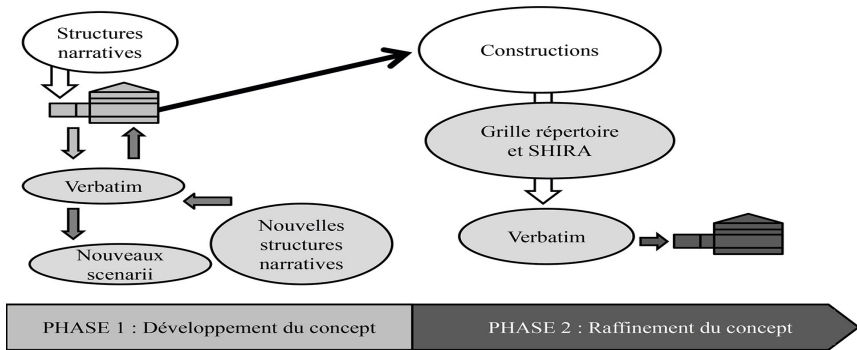 Structures
narratives
Verbatim
Nouveaux
scenarii
Nouvelles
structures
narratives
Constructions
Grille répertoire
et SHIRA
Verbatim
PHASE 1 : Développement du concept
PHASE 2 : Raffinement du concept